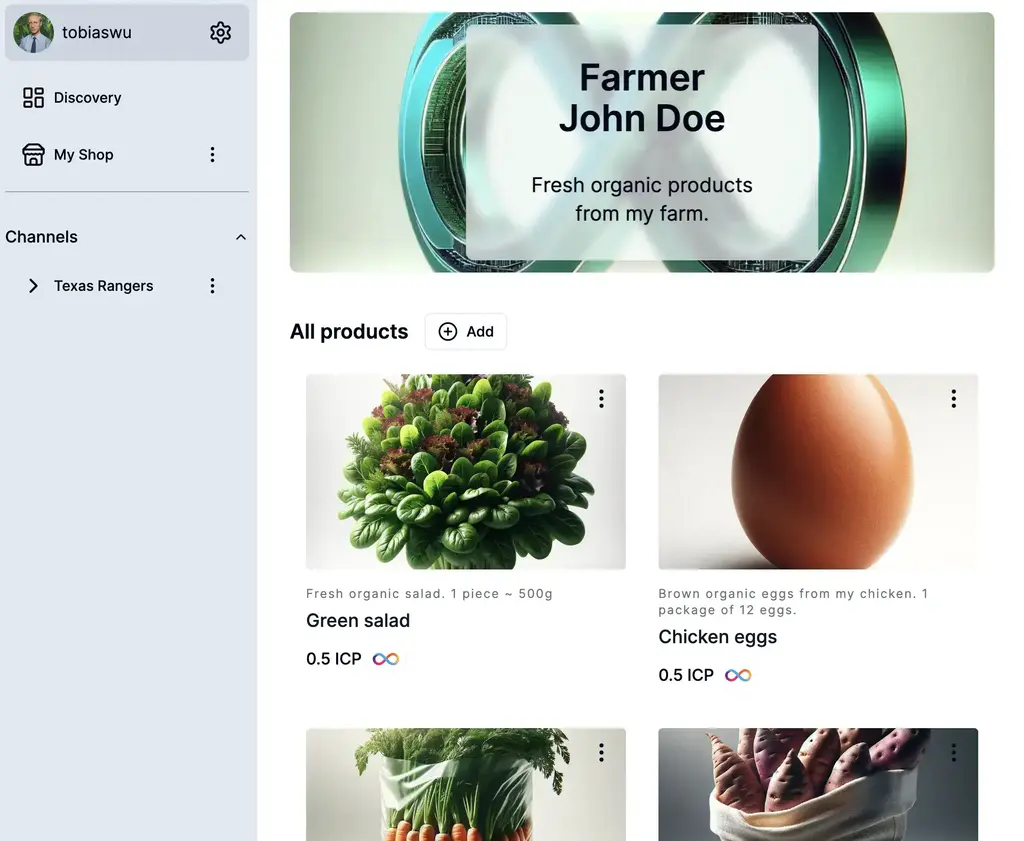 tobiaswu
Discovery
My Shop
Channels
Texas Rangers
Farmer
John Doe
Fresh organic products
from my farm.
All products
Add
Fresh organic salad. 1 piece ~ 500g
Green salad
0.5 ICP
Brown organic eggs from my chicken. 1
package of 12 eggs.
Chicken eggs
0.5 ICP